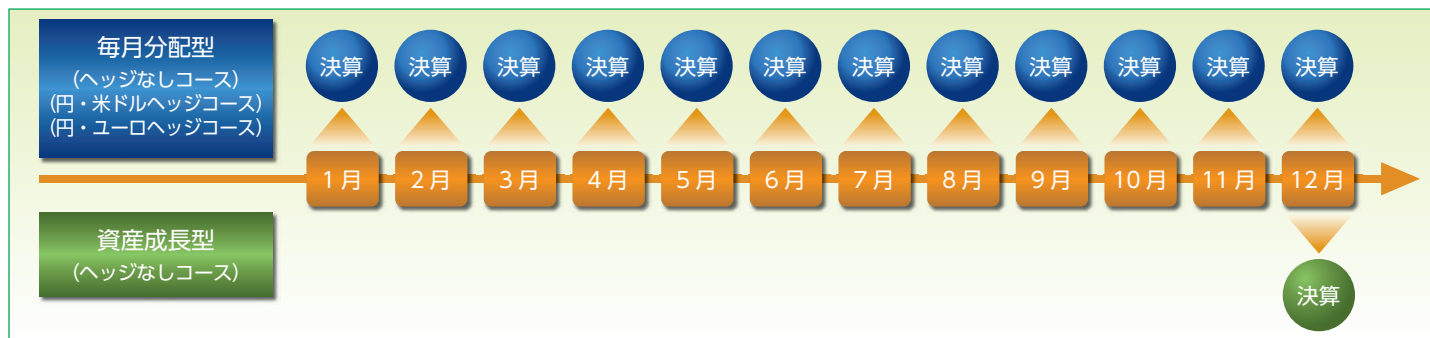 毎月分配型
(ヘッジなしコース)
(円・米ドルヘッジコース)
(円・ユーロヘッジコース)
決算 決算 決算 決算 決算 決算 決算 決算 決算 決算 決算 決算
1月 2月 3月 4月 5月 6月 7月 8月 9月 10月 11月 12月
資産成長型
(ヘッジなしコース)
決算